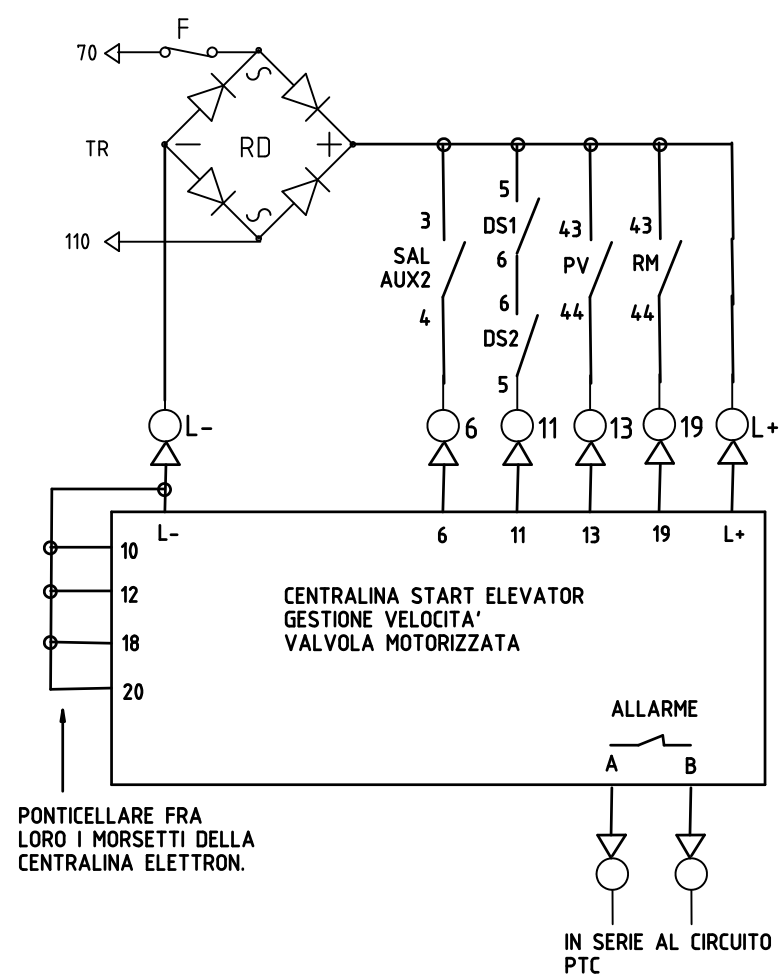 F
70
TR
RD
110
3
SAL
AUX2
4
5
DS1
6
6
DS2
5
43
PV
44
43
RM
44
L-
6
11
13
19
L+
L-
6
11
13
19
L+
10
12
18
20
CENTRALINA START ELEVATOR
GESTIONE VELOCITA'
VALVOLA MOTORIZZATA
ALLARME
A
B
PONTICELLARE FRA
LORO I MORSETTI DELLA
CENTRALINA ELETTRON.
IN SERIE AL CIRCUITO
PTC